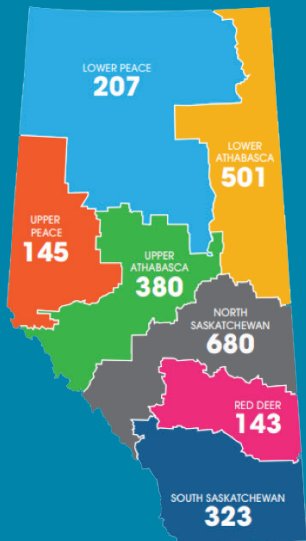 LOWER PEACE
207
LOWER
ATHABASCA
501
UPPER
PEACE
145
UPPER
ATHABASCA
380
NORTH
SASKATCHEWAN
680
RED DEER
143
SOUTH SASKATCHEWAN
323